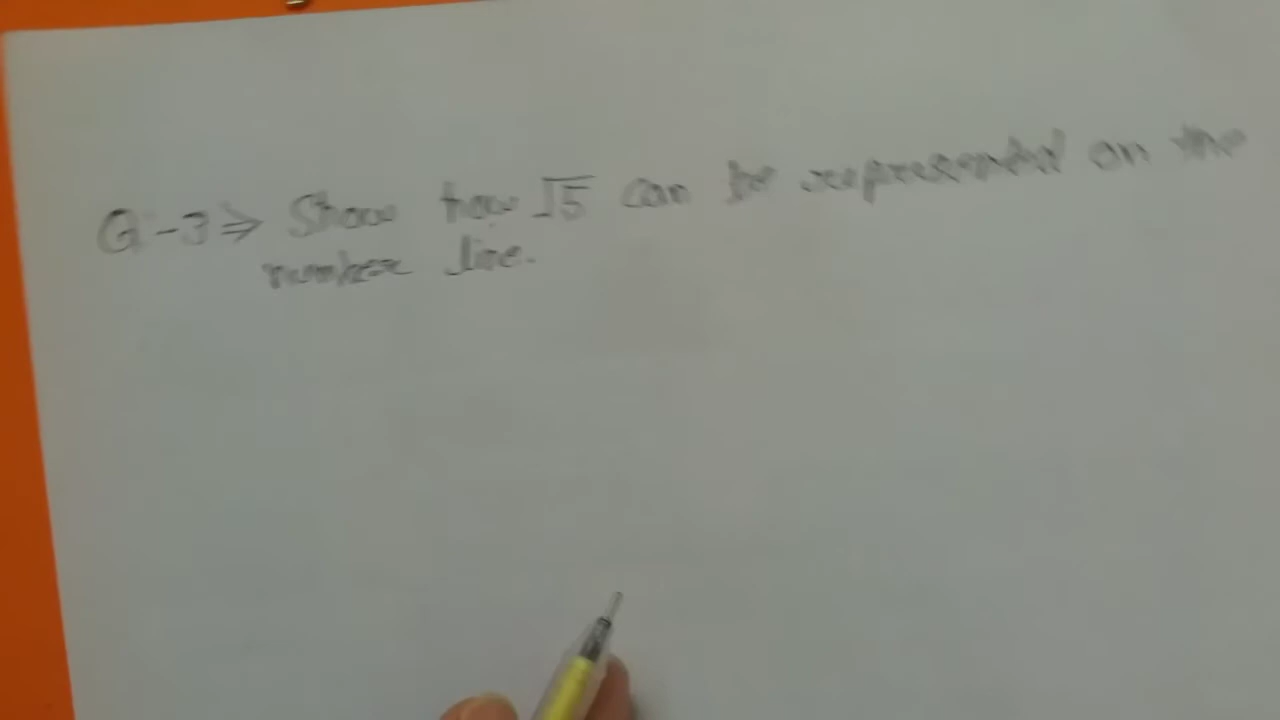 Q-3⇒ Show how √5 can be represented on the
number line.